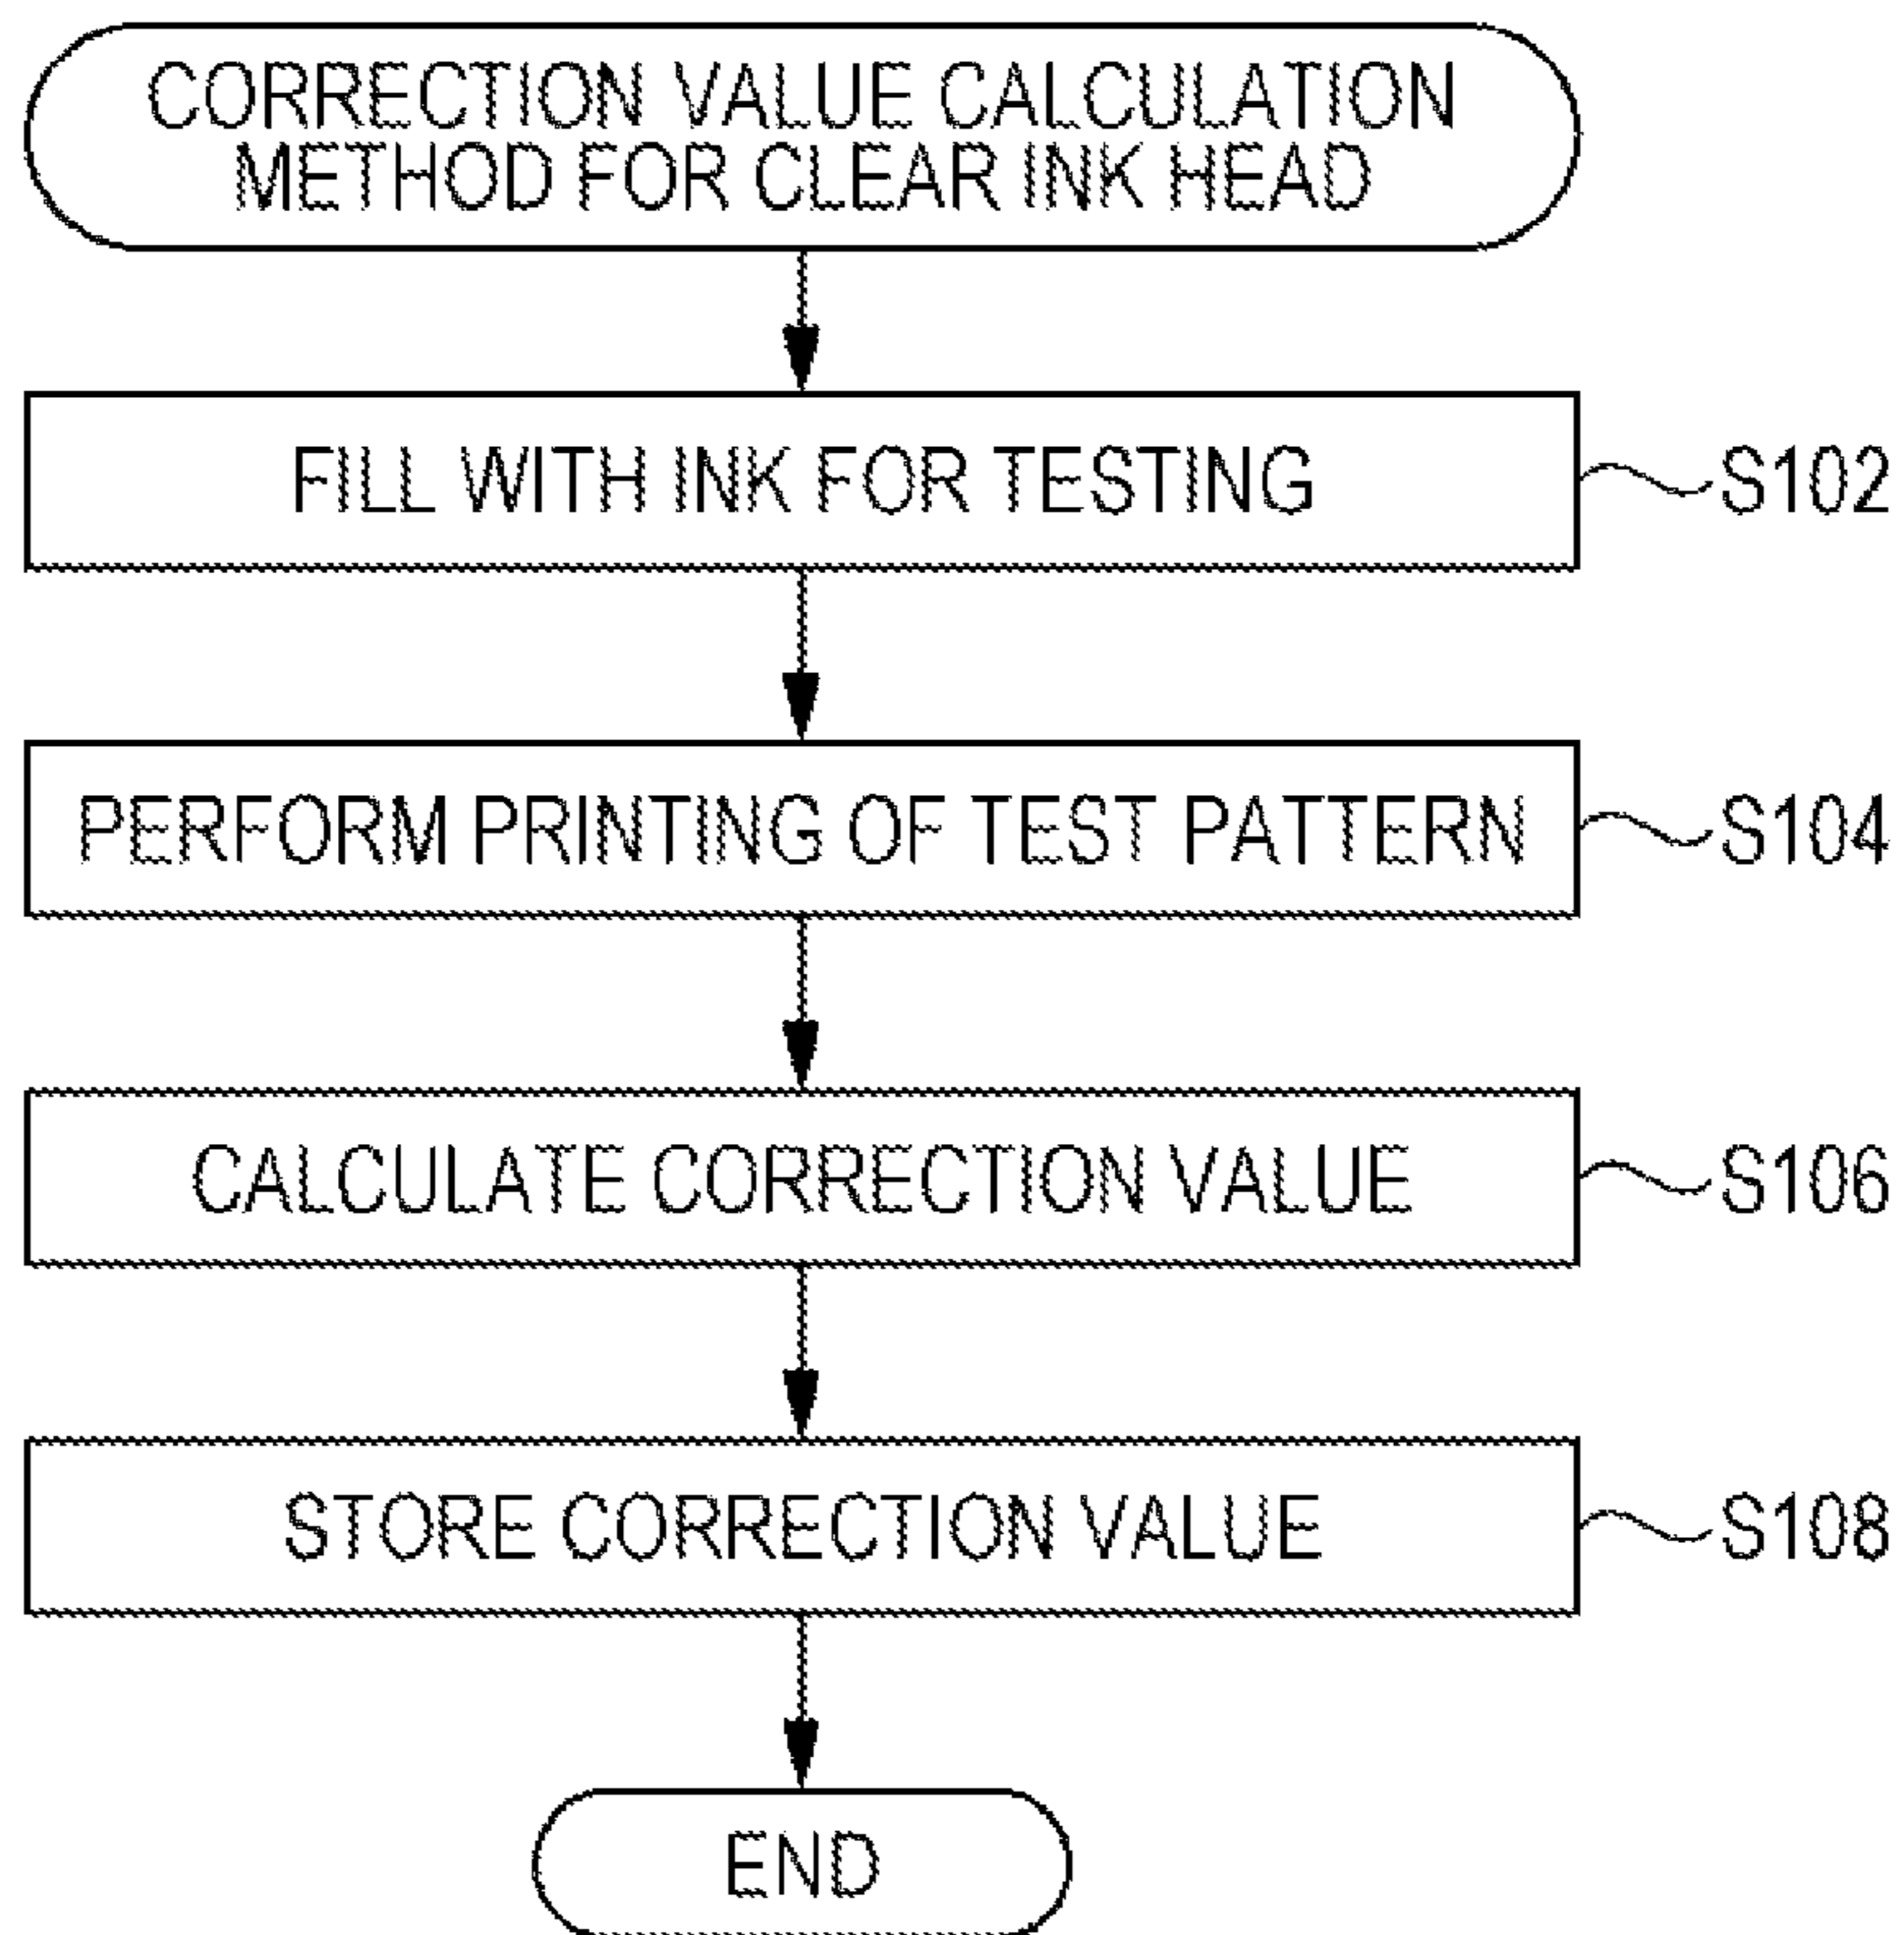 CORRECTION VALUE CALCULATION
METHOD FOR CLEAR INK HEAD
FILL WITH INK FOR TESTING
S102
PERFORM PRINTING OF TEST PATTERN
S104
CALCULATE CORRECTION VALUE
S106
STORE CORRECTION VALUE
S108
END